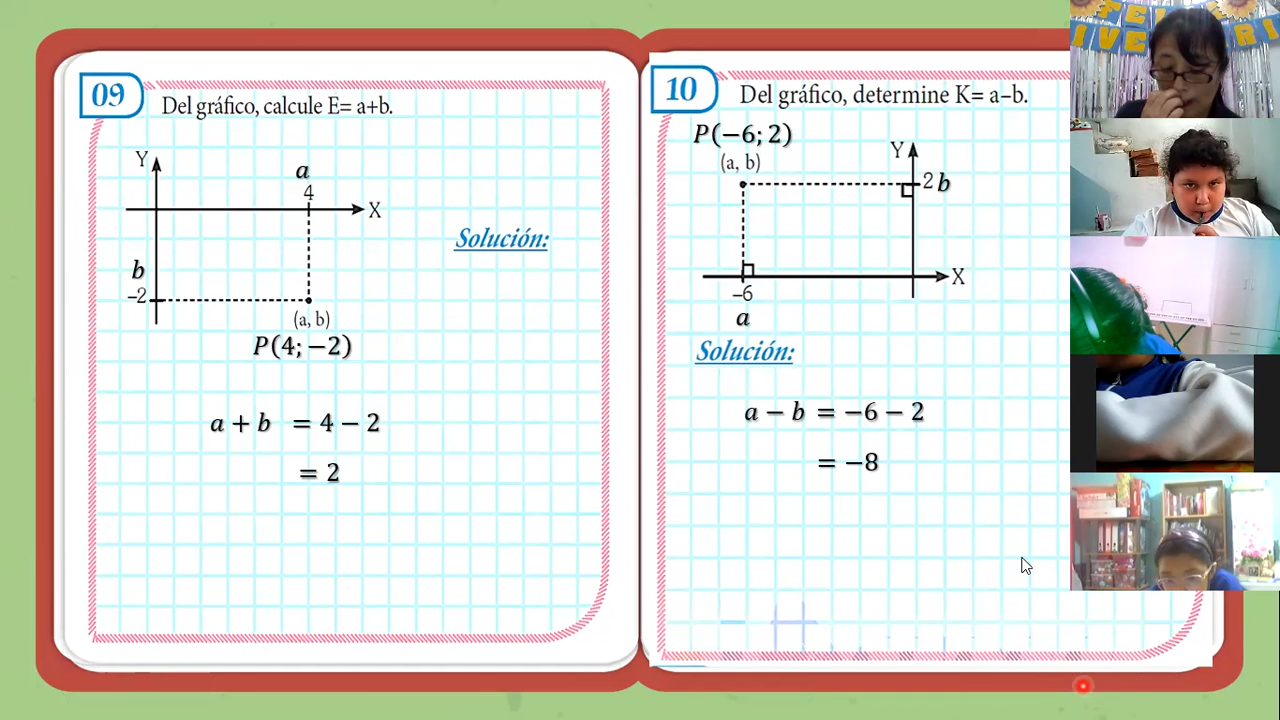 09
Del gráfico, calcule E= a+b.
Y
a
4
X
Solución:
b
–2
(a, b)
P(4; −2)
a + b = 4 − 2
= 2
10
Del gráfico, determine K= a–b.
P(−6; 2)
(a, b)
Y
2 b
X
–6
a
Solución:
a − b = −6 − 2
= −8